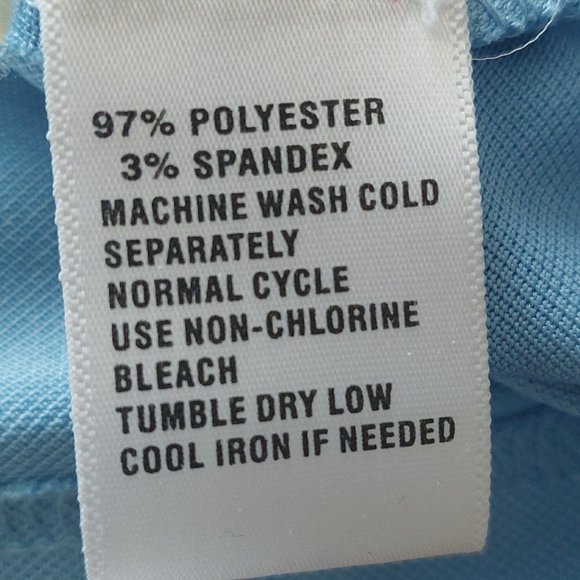 97% POLYESTER
3% SPANDEX
MACHINE WASH COLD
SEPARATELY
NORMAL CYCLE
USE NON-CHLORINE
BLEACH
TUMBLE DRY LOW
COOL IRON IF NEEDED